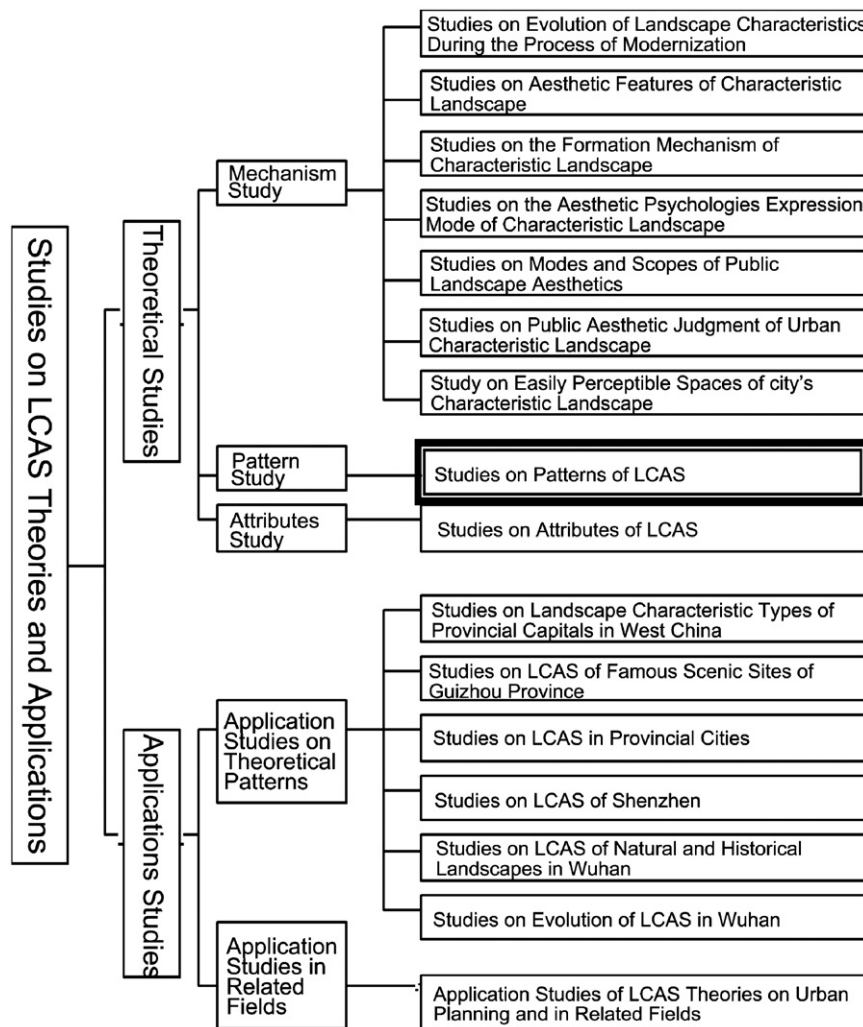 Studies on LCAS Theories and Applications
Theoretical Studies
Mechanism
Study
Studies on Evolution of Landscape Characteristics
During the Process of Modernization
Studies on Aesthetic Features of Characteristic
Landscape
Studies on the Formation Mechanism of
Characteristic Landscape
Studies on the Aesthetic Psychologies Expression
Mode of Characteristic Landscape
Studies on Modes and Scopes of Public
Landscape Aesthetics
Studies on Public Aesthetic Judgment of Urban
Characteristic Landscape
Study on Easily Perceptible Spaces of city's
Characteristic Landscape
Pattern
Study
Studies on Patterns of LCAS
Attributes
Study
Studies on Attributes of LCAS
Applications Studies
Application
Studies on
Theoretical
Patterns
Studies on Landscape Characteristic Types of
Provincial Capitals in West China
Studies on LCAS of Famous Scenic Sites of
Guizhou Province
Studies on LCAS in Provincial Cities
Studies on LCAS of Shenzhen
Studies on LCAS of Natural and Historical
Landscapes in Wuhan
Studies on Evolution of LCAS in Wuhan
Application
Studies in
Related
Fields
Application Studies of LCAS Theories on Urban
Planning and in Related Fields